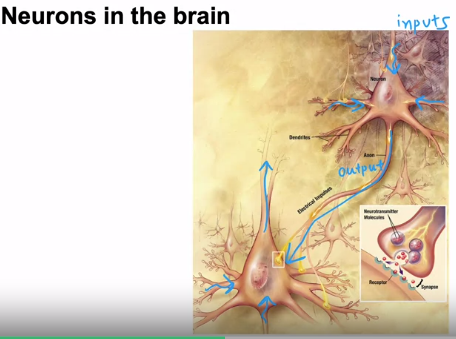 Neurons in the brain
inputs
Neuron
Dendrites
Axon
output
Electrical Impulses
Neurotransmitter
Molecules
Receptor
Synapse